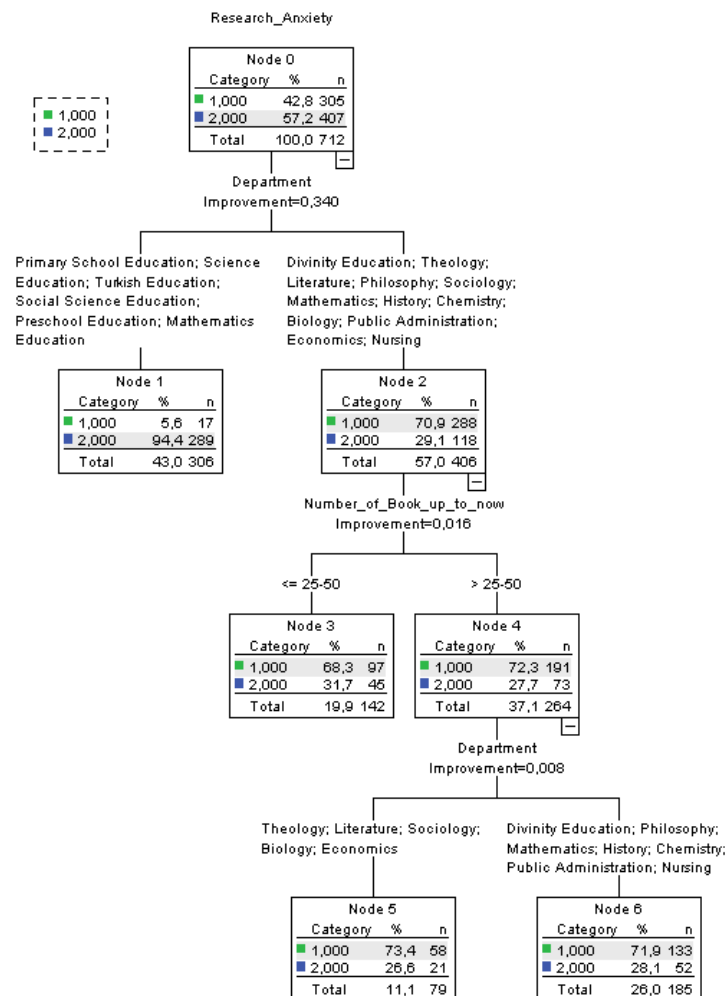 Research_Anxiety
Node 0
Category % n
1,000 42,8 305
2,000 57,2 407
Total 100,0 712
1,000
2,000
Department
Improvement=0,340
Primary School Education; Science
Education; Turkish Education;
Social Science Education;
Preschool Education; Mathematics
Education
Divinity Education; Theology;
Literature; Philosophy; Sociology;
Mathematics; History; Chemistry;
Biology; Public Administration;
Economics; Nursing
Node 1
Category % n
1,000 5,6 17
2,000 94,4 289
Total 43,0 306
Node 2
Category % n
1,000 70,9 288
2,000 29,1 118
Total 57,0 406
Number_of_Book_up_to_now
Improvement=0,016
<= 25-50
> 25-50
Node 3
Category % n
1,000 68,3 97
2,000 31,7 45
Total 19,9 142
Node 4
Category % n
1,000 72,3 191
2,000 27,7 73
Total 37,1 264
Department
Improvement=0,008
Theology; Literature; Sociology;
Biology; Economics
Divinity Education; Philosophy;
Mathematics; History; Chemistry;
Public Administration; Nursing
Node 5
Category % n
1,000 73,4 58
2,000 26,6 21
Total 11,1 79
Node 6
Category % n
1,000 71,9 133
2,000 28,1 52
Total 26,0 185